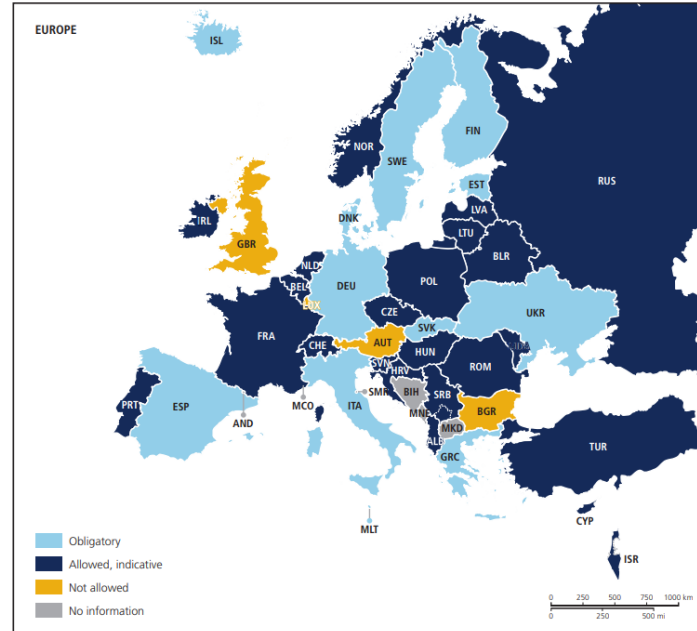 EUROPE
ISL
NOR
SWE
FIN
RUS
EST
LVA
DNK
LTU
IRL
GBR
BLR
NLD
BEL
DEU
POL
LUX
CZE
UKR
SVK
FRA
CHE
AUT
HUN
SVN
HRV
ROM
BIH
SRB
SMR
MCO
ITA
MNE
BGR
PRT
ESP
AND
MKD
ALB
GRC
TUR
MLT
CYP
ISR
Obligatory
Allowed, indicative
Not allowed
No information
0 250 500 750 1000 km
0 250 500 mi